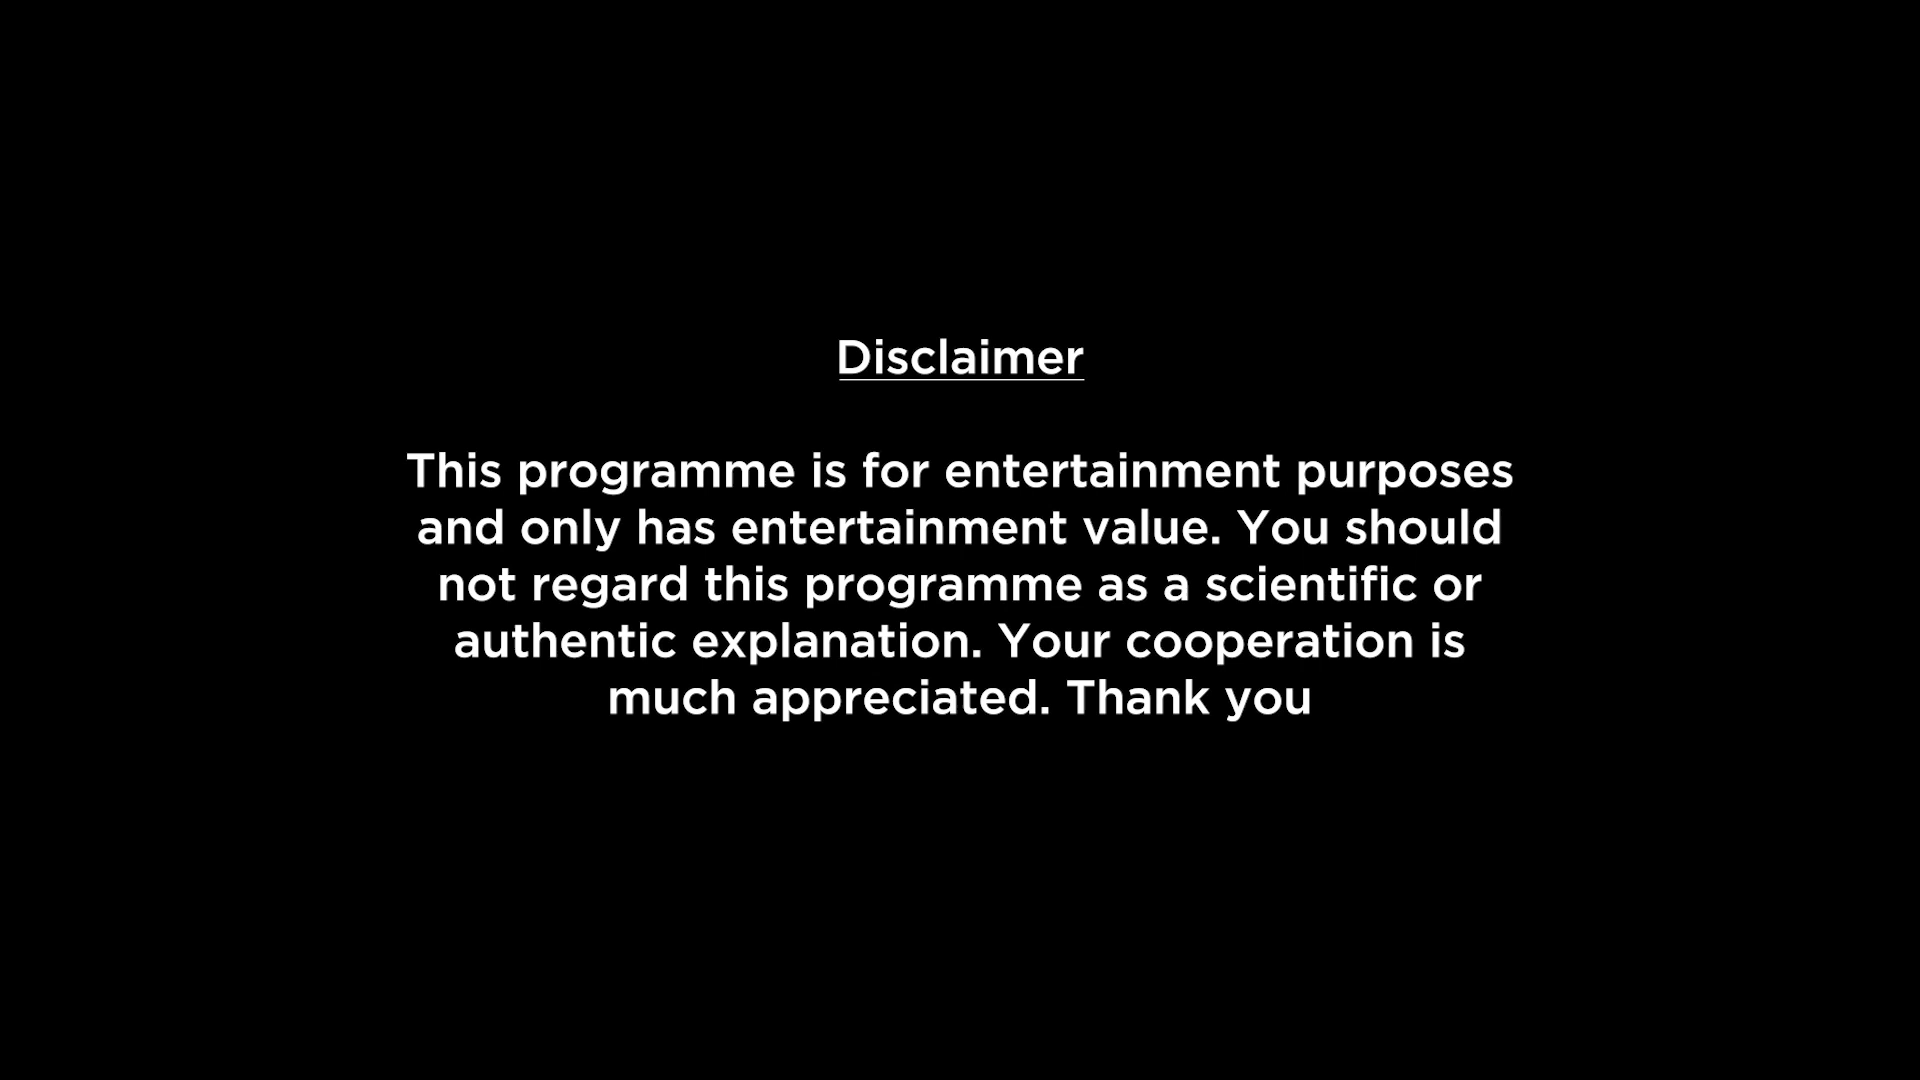 Disclaimer
This programme is for entertainment purposes
and only has entertainment value. You should
not regard this programme as a scientific or
authentic explanation. Your cooperation is
much appreciated. Thank you